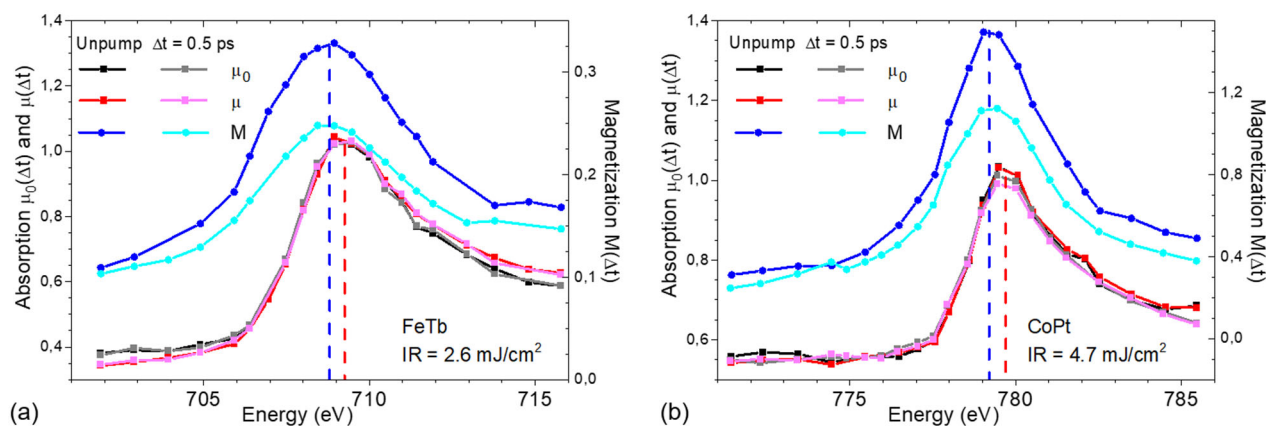 1,4
1,2
1,0
0,8
0,6
0,4
Absorption μ0(Δt) and μ(Δt)
Unpump Δt = 0.5 ps
μ0
μ
M
FeTb
IR = 2.6 mJ/cm²
0,3
0,2
0,1
0,0
Magnetization M(Δt)
705 710 715
Energy (eV)
(a)
1,4
1,2
1,0
0,8
0,6
Absorption μ0(Δt) and μ(Δt)
Unpump Δt = 0.5 ps
μ0
μ
M
CoPt
IR = 4.7 mJ/cm²
1,2
0,8
0,4
0,0
Magnetization M(Δt)
775 780 785
Energy (eV)
(b)